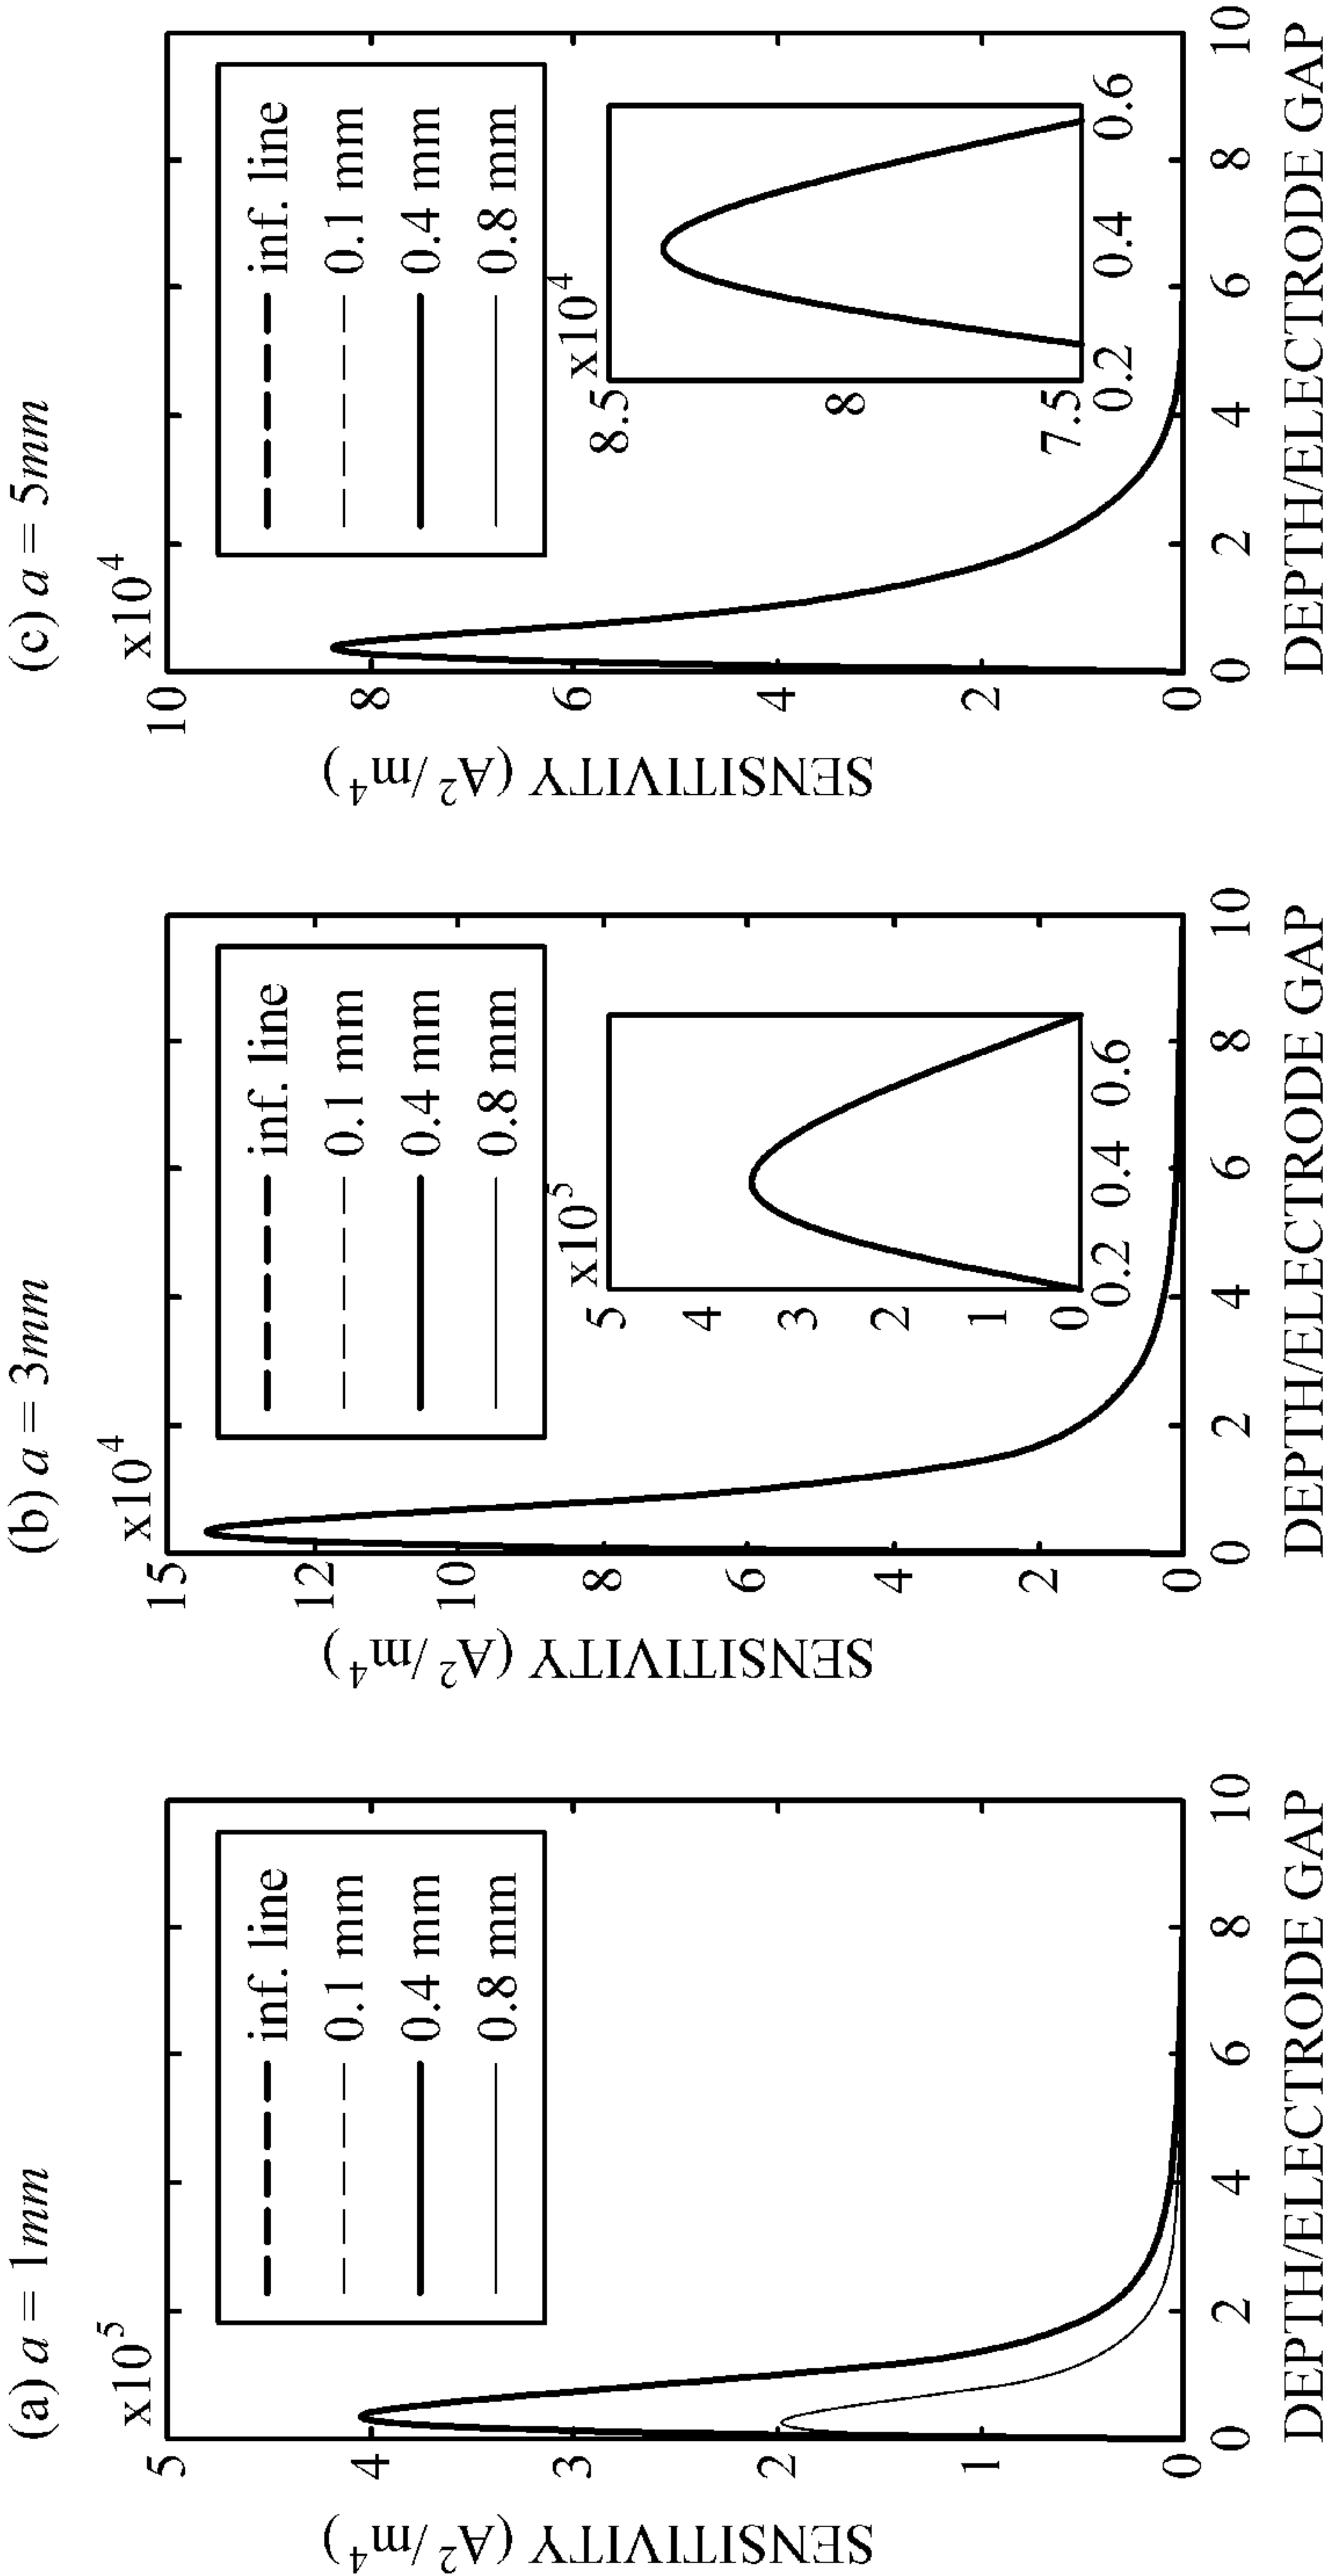 (a) a = 1mm
x10^5
SENSITIVITY (A^2/m^4)
5
4
3
2
1
0
inf. line
0.1 mm
0.4 mm
0.8 mm
0 2 4 6 8 10
DEPTH/ELECTRODE GAP
(b) a = 3mm
x10^4
SENSITIVITY (A^2/m^4)
15
12
10
8
6
4
2
0
inf. line
0.1 mm
0.4 mm
0.8 mm
x10^5
5
4
3
2
1
0
0.2 0.4 0.6
0 2 4 6 8 10
DEPTH/ELECTRODE GAP
(c) a = 5mm
x10^4
SENSITIVITY (A^2/m^4)
10
8
6
4
2
0
inf. line
0.1 mm
0.4 mm
0.8 mm
x10^4
8.5
8
7.5
0.2 0.4 0.6
0 2 4 6 8 10
DEPTH/ELECTRODE GAP